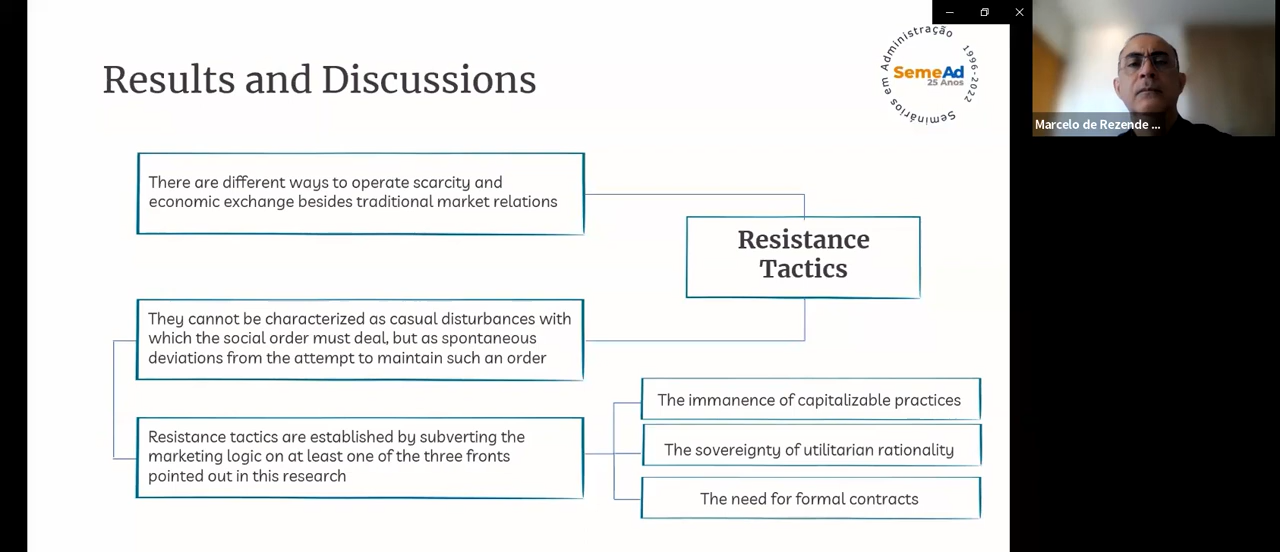 Results and Discussions
Seminários em Administração
1996-2022
SemeAd
25 Anos
Marcelo de Rezende ...
There are different ways to operate scarcity and
economic exchange besides traditional market relations
Resistance
Tactics
They cannot be characterized as casual disturbances with
which the social order must deal, but as spontaneous
deviations from the attempt to maintain such an order
Resistance tactics are established by subverting the
marketing logic on at least one of the three fronts
pointed out in this research
The immanence of capitalizable practices
The sovereignty of utilitarian rationality
The need for formal contracts